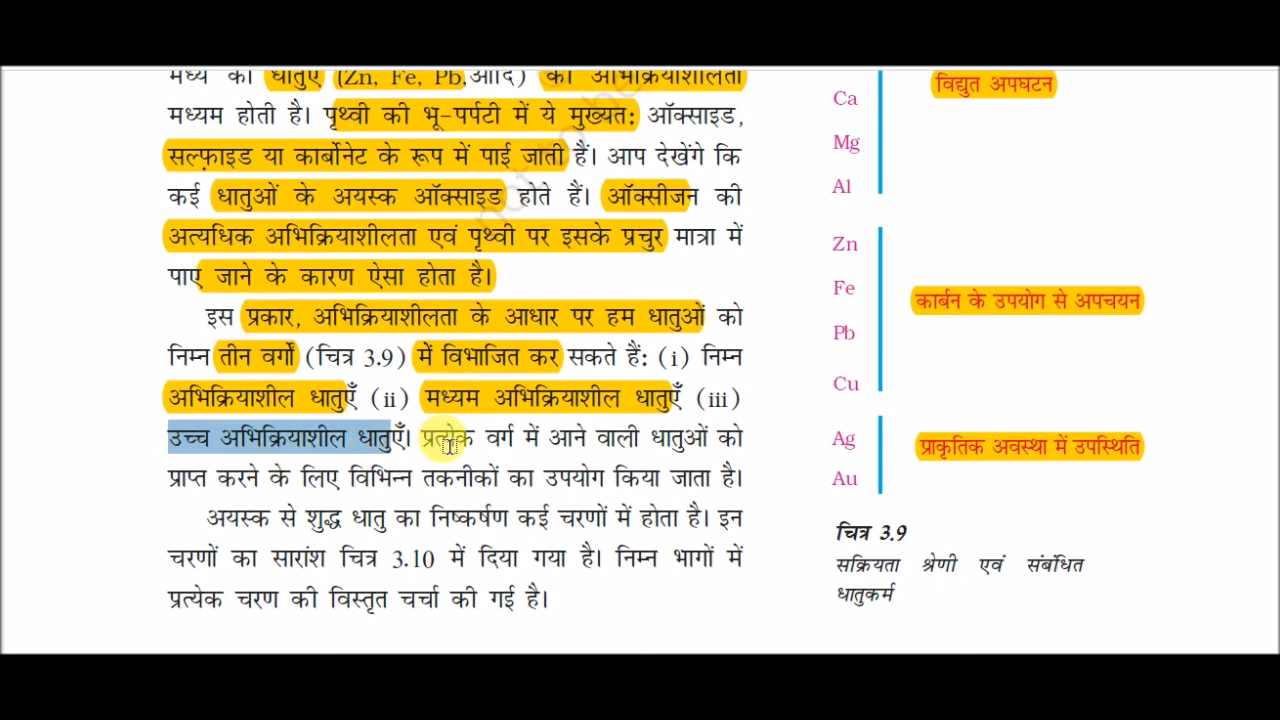 मध्य की धातुएँ (Zn, Fe, Pb,आदि) की अभिक्रियाशीलता
मध्यम होती है। पृथ्वी की भू-पर्पटी में ये मुख्यत: ऑक्साइड,
सल्फ़ाइड या कार्बोनेट के रूप में पाई जाती हैं। आप देखेंगे कि
कई धातुओं के अयस्क ऑक्साइड होते हैं। ऑक्सीजन की
अत्यधिक अभिक्रियाशीलता एवं पृथ्वी पर इसके प्रचुर मात्रा में
पाए जाने के कारण ऐसा होता है।
इस प्रकार, अभिक्रियाशीलता के आधार पर हम धातुओं को
निम्न तीन वर्गों (चित्र 3.9) में विभाजित कर सकते हैं: (i) निम्न
अभिक्रियाशील धातुएँ (ii) मध्यम अभिक्रियाशील धातुएँ (iii)
उच्च अभिक्रियाशील धातुएँ। प्रत्येक वर्ग में आने वाली धातुओं को
प्राप्त करने के लिए विभिन्न तकनीकों का उपयोग किया जाता है।
अयस्क से शुद्ध धातु का निष्कर्षण कई चरणों में होता है। इन
चरणों का सारांश चित्र 3.10 में दिया गया है। निम्न भागों में
प्रत्येक चरण की विस्तृत चर्चा की गई है।
not to be
विद्युत अपघटन
Ca
Mg
Al
Zn
Fe
कार्बन के उपयोग से अपचयन
Pb
Cu
Ag
प्राकृतिक अवस्था में उपस्थिति
Au
चित्र 3.9
सक्रियता श्रेणी एवं संबंधित
धातुकर्म